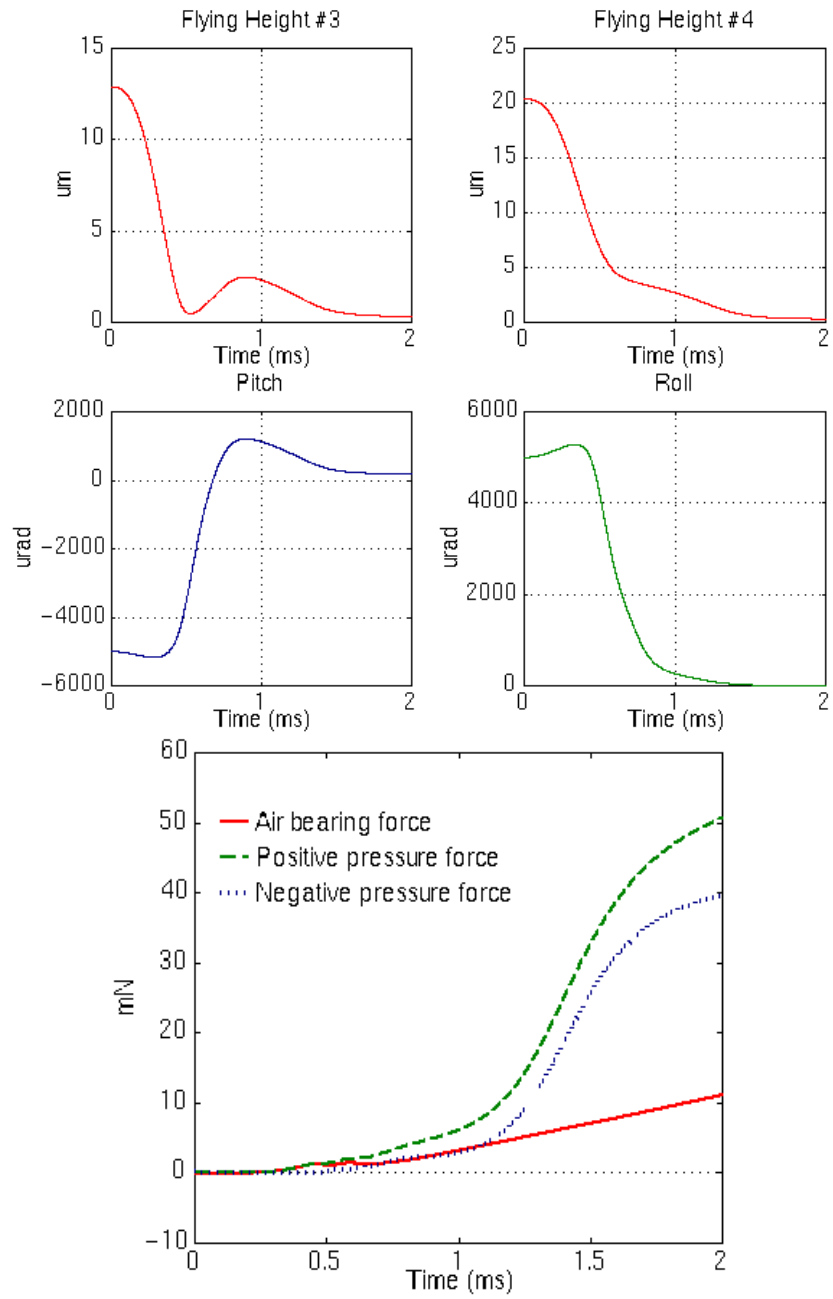 Flying Height #3
Flying Height #4
15
10
5
0
um
0 1 2
Time (ms)
25
20
15
10
5
0
um
0 1 2
Time (ms)
Pitch
Roll
2000
0
−2000
−4000
−6000
urad
0 1 2
Time (ms)
6000
4000
2000
0
urad
0 1 2
Time (ms)
60
50
40
30
20
10
0
−10
mN
Air bearing force
Positive pressure force
Negative pressure force
0 0.5 1 1.5 2
Time (ms)